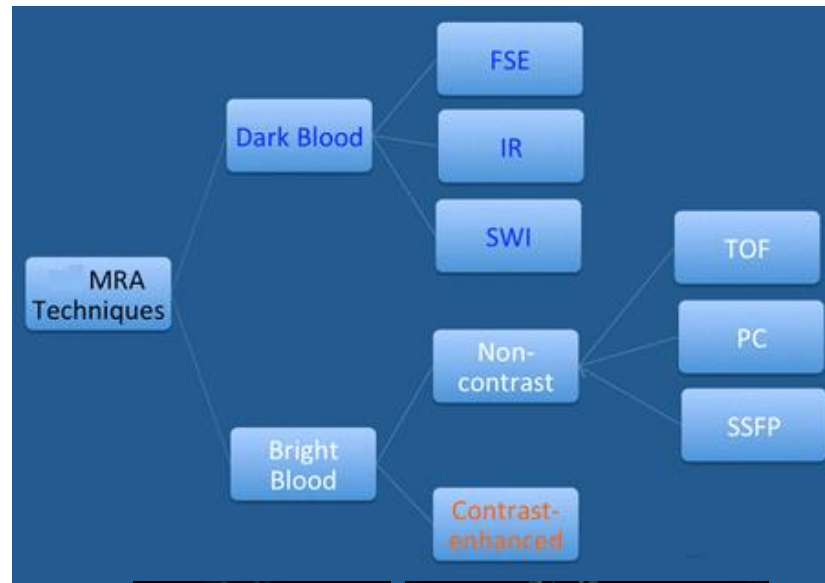 FSE
Dark Blood
IR
SWI
TOF
MRA
Techniques
PC
Non-
contrast
SSFP
Bright
Blood
Contrast-
enhanced